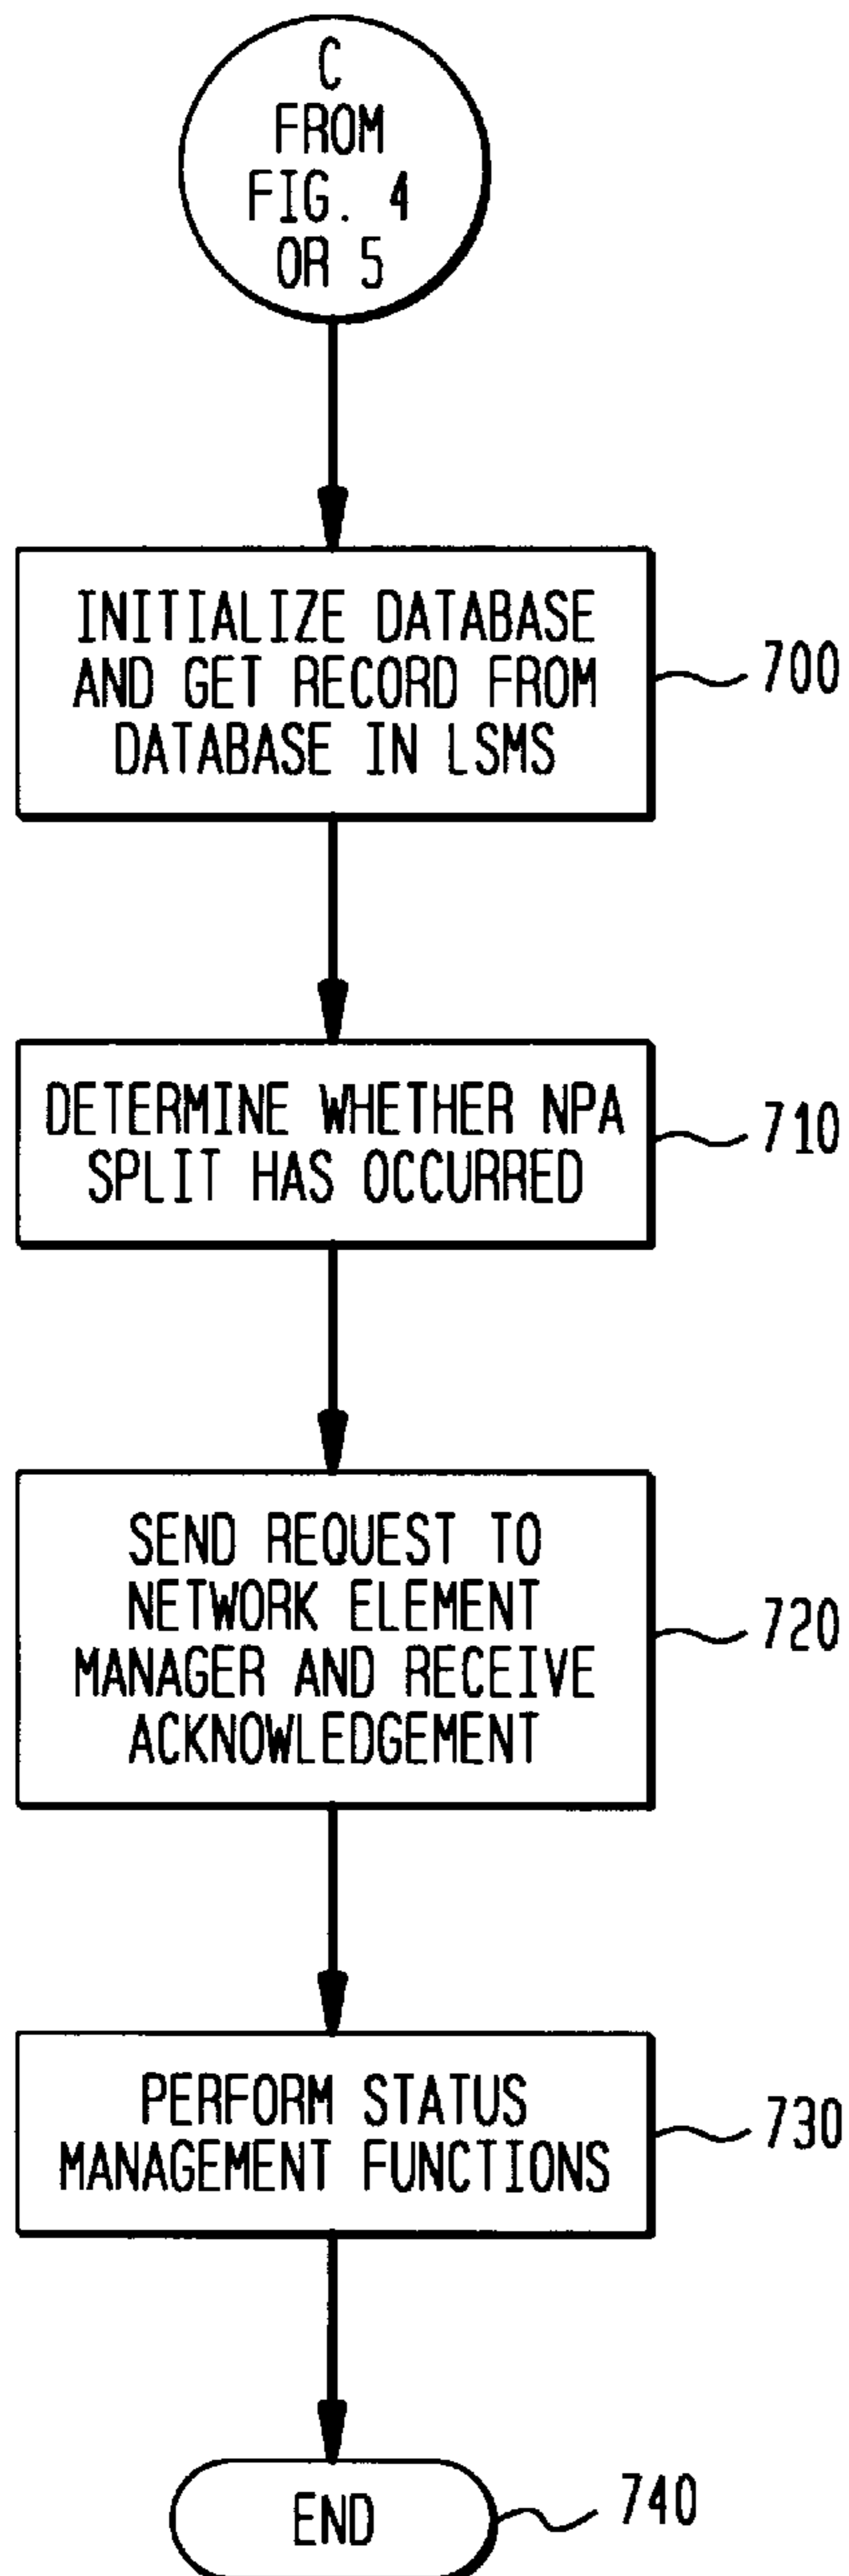 C
FROM
FIG. 4
OR 5
INITIALIZE DATABASE
AND GET RECORD FROM
DATABASE IN LSMS
700
DETERMINE WHETHER NPA
SPLIT HAS OCCURRED
710
SEND REQUEST TO
NETWORK ELEMENT
MANAGER AND RECEIVE
ACKNOWLEDGEMENT
720
PERFORM STATUS
MANAGEMENT FUNCTIONS
730
END
740